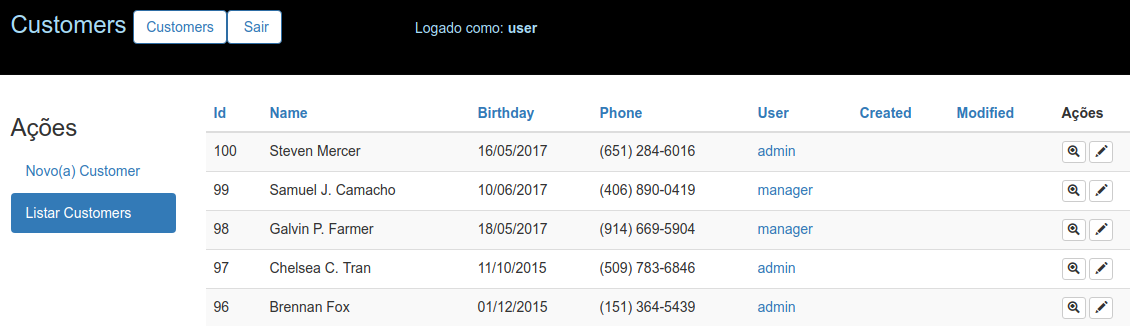 Customers Customers Sair Logado como: user
Ações
Novo(a) Customer
Listar Customers
Id Name Birthday Phone User Created Modified Ações
100 Steven Mercer 16/05/2017 (651) 284-6016 admin
99 Samuel J. Camacho 10/06/2017 (406) 890-0419 manager
98 Galvin P. Farmer 18/05/2017 (914) 669-5904 manager
97 Chelsea C. Tran 11/10/2015 (509) 783-6846 admin
96 Brennan Fox 01/12/2015 (151) 364-5439 admin